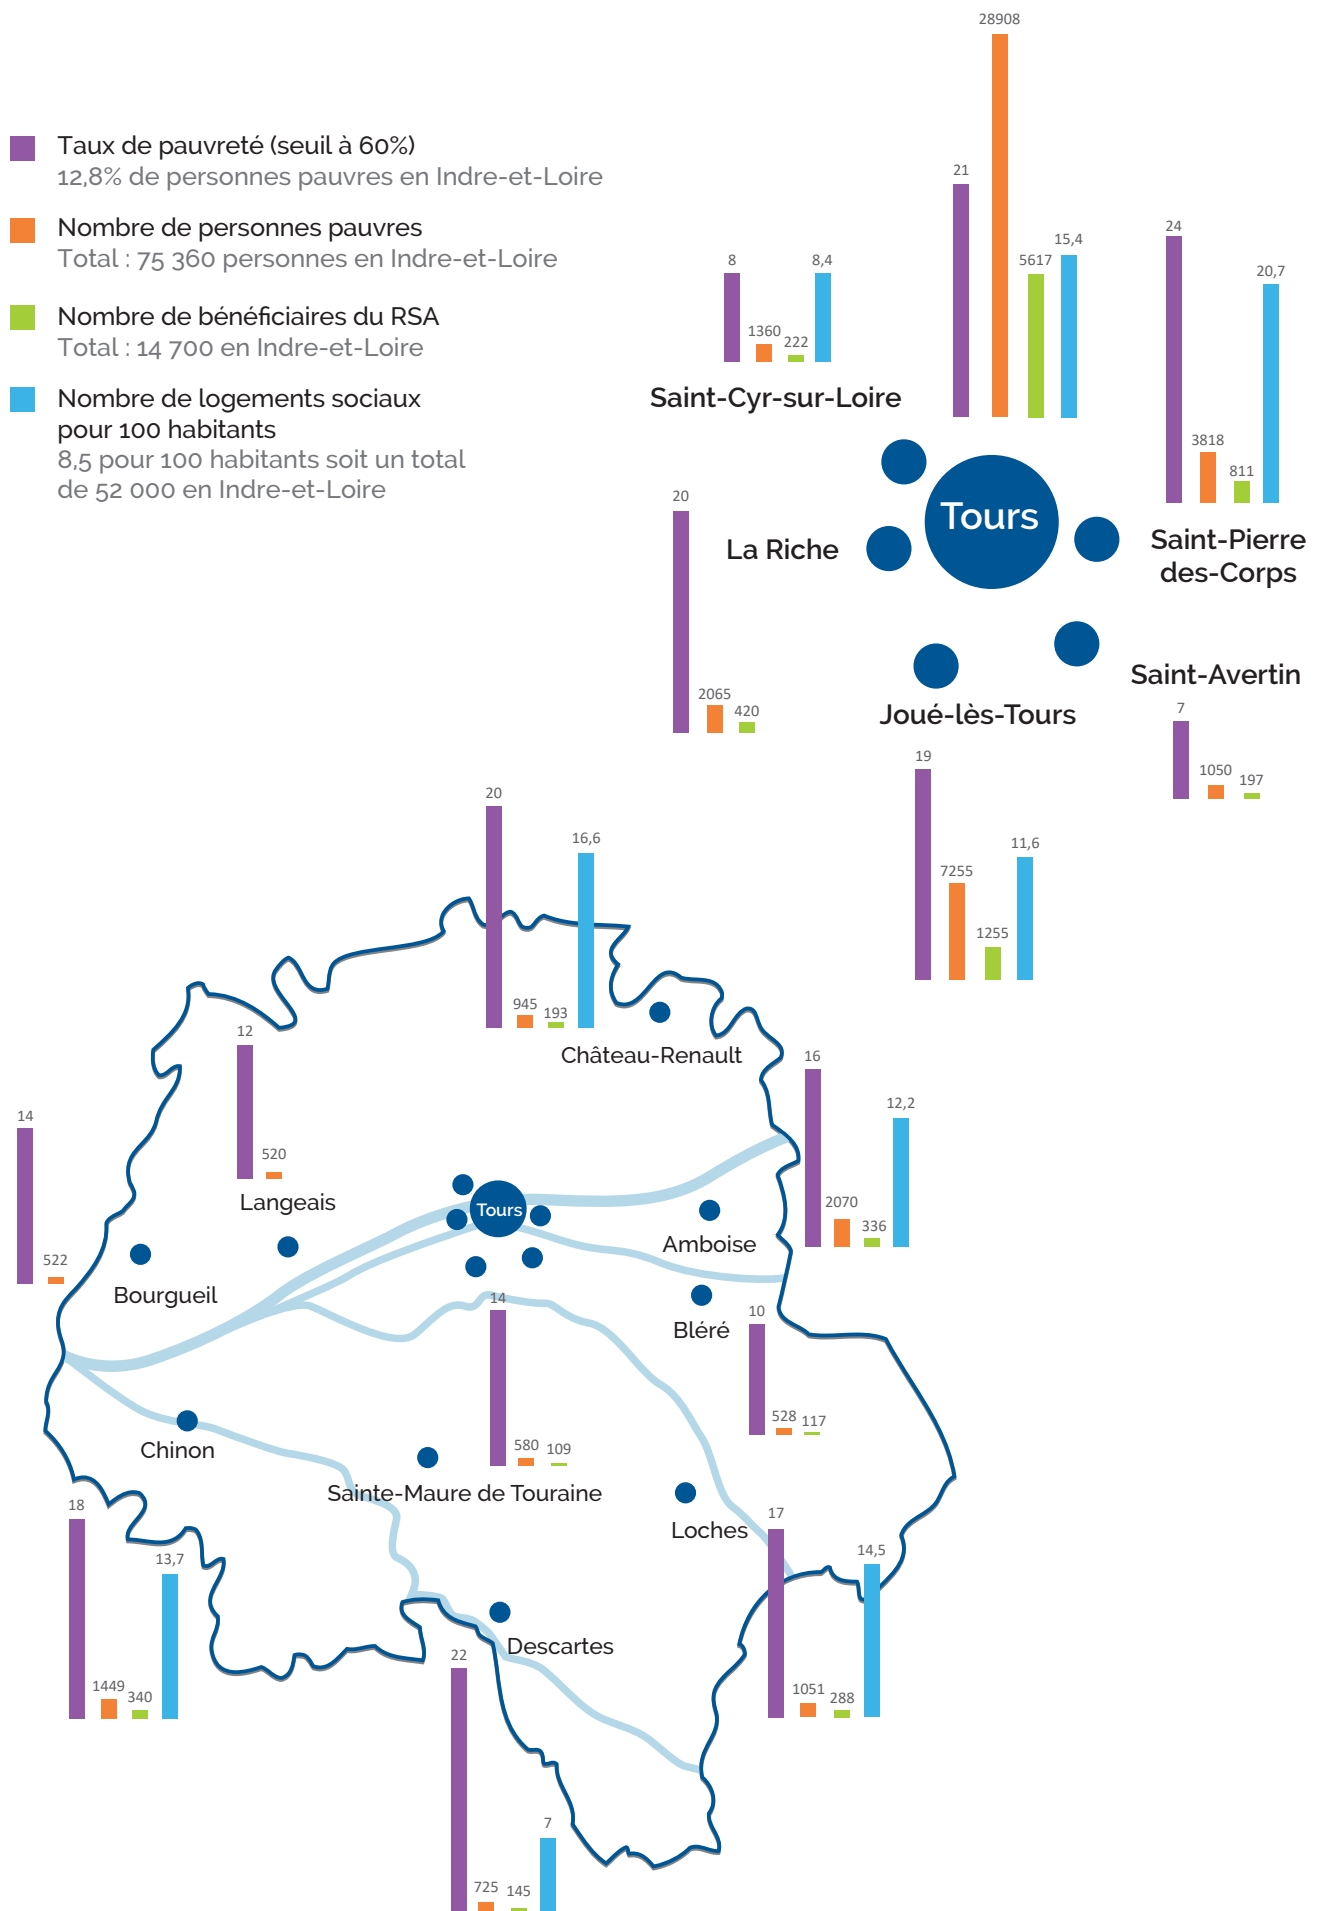 Taux de pauvreté (seuil à 60%)
12,8% de personnes pauvres en Indre-et-Loire
Nombre de personnes pauvres
Total : 75 360 personnes en Indre-et-Loire
Nombre de bénéficiaires du RSA
Total : 14 700 en Indre-et-Loire
Nombre de logements sociaux
pour 100 habitants
8,5 pour 100 habitants soit un total
de 52 000 en Indre-et-Loire
28908
21
5617
15,4
Tours
8
1360
222
8,4
Saint-Cyr-sur-Loire
24
3818
811
20,7
Saint-Pierre
des-Corps
20
2065
420
La Riche
Saint-Avertin
7
1050
197
Joué-lès-Tours
19
7255
1255
11,6
20
945
193
16,6
Château-Renault
12
520
Langeais
14
522
Bourgueil
Tours
16
2070
336
12,2
Amboise
Bléré
10
528
117
14
580
109
Sainte-Maure de Touraine
Chinon
18
1449
340
13,7
Loches
17
1051
288
14,5
Descartes
22
725
145
7